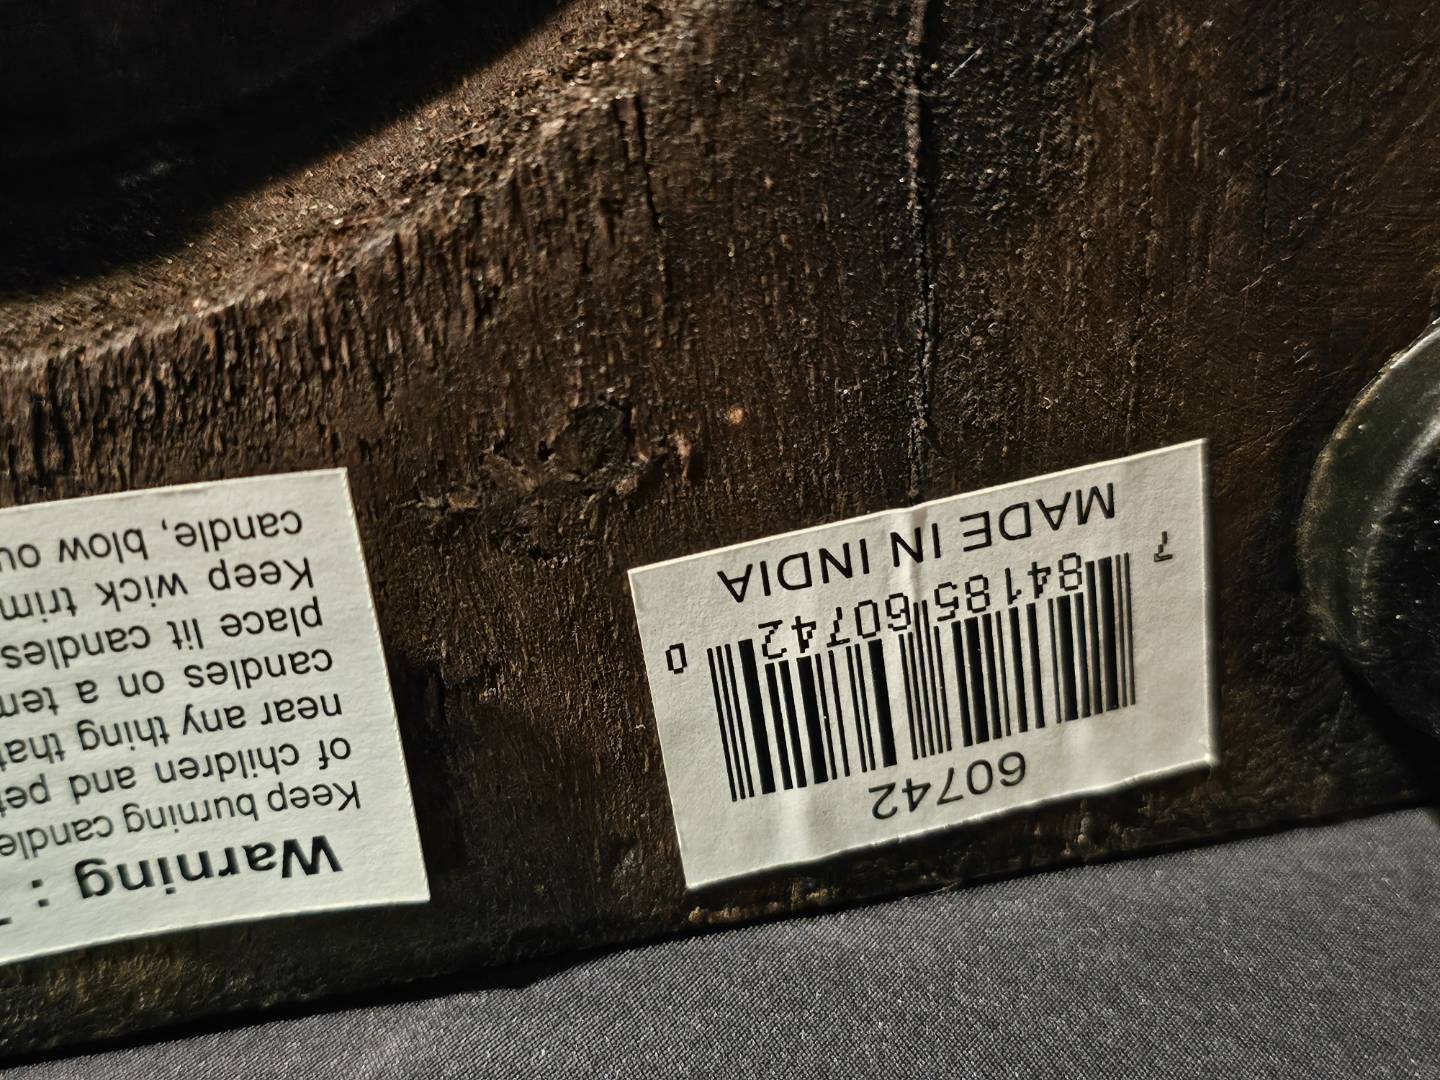 60742
7 84185 60742 0
MADE IN INDIA
Warning :
Keep burning candle
of children and pet
near any thing that
candles on a tem
place lit candles
Keep wick trim
candle, blow ou